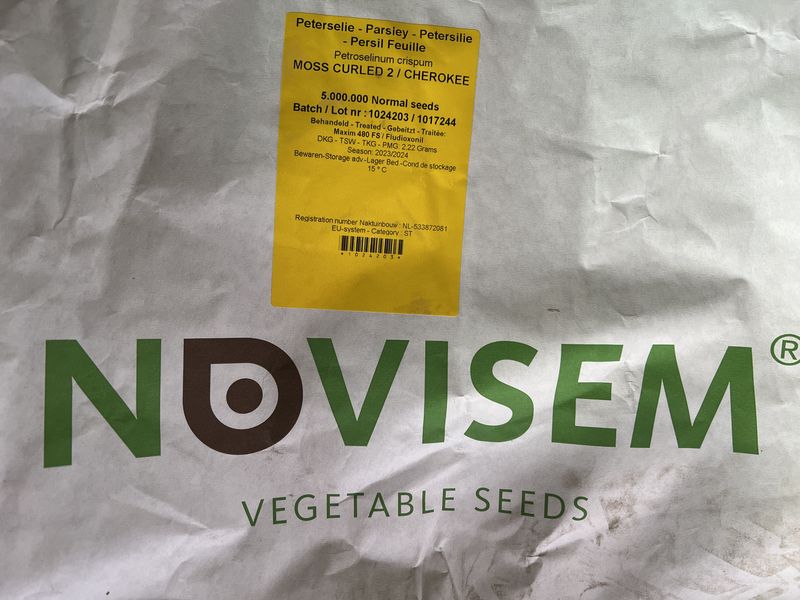 Peterselie - Parsley - Petersilie
- Persil Feuille
Petroselinum crispum
MOSS CURLED 2 / CHEROKEE
5.000.000 Normal seeds
Batch / Lot nr : 1024203 / 1017244
Behandeld - Treated - Gebeitzt - Traitée:
Maxim 480 FS / Fludioxonil
DKG - TSW - TKG - PMG: 2.22 Grams
Season: 2023/2024
Bewaren-Storage adv.-Lager Bed.-Cond de stockage
15 ° C
Registration number Naktuinbouw : NL-533872081
EU-system - Category : ST
*1024203*
NOVISEM®
VEGETABLE SEEDS